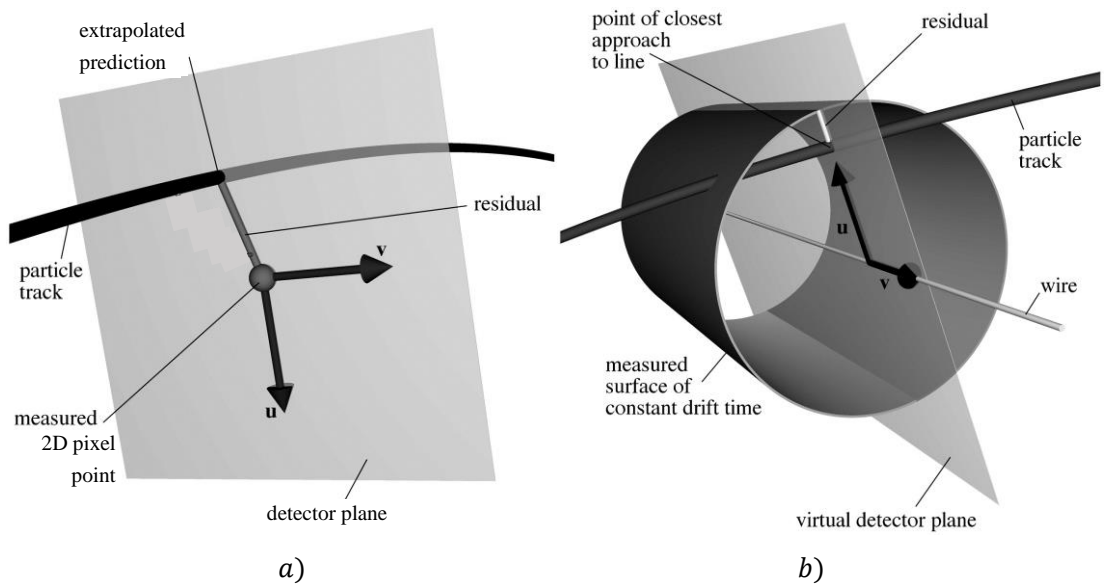 extrapolated
prediction
residual
v
particle
track
measured
2D pixel
point
u
detector plane
a)
point of closest
approach
to line
residual
particle
track
u
v
wire
measured
surface of
constant drift time
virtual detector plane
b)